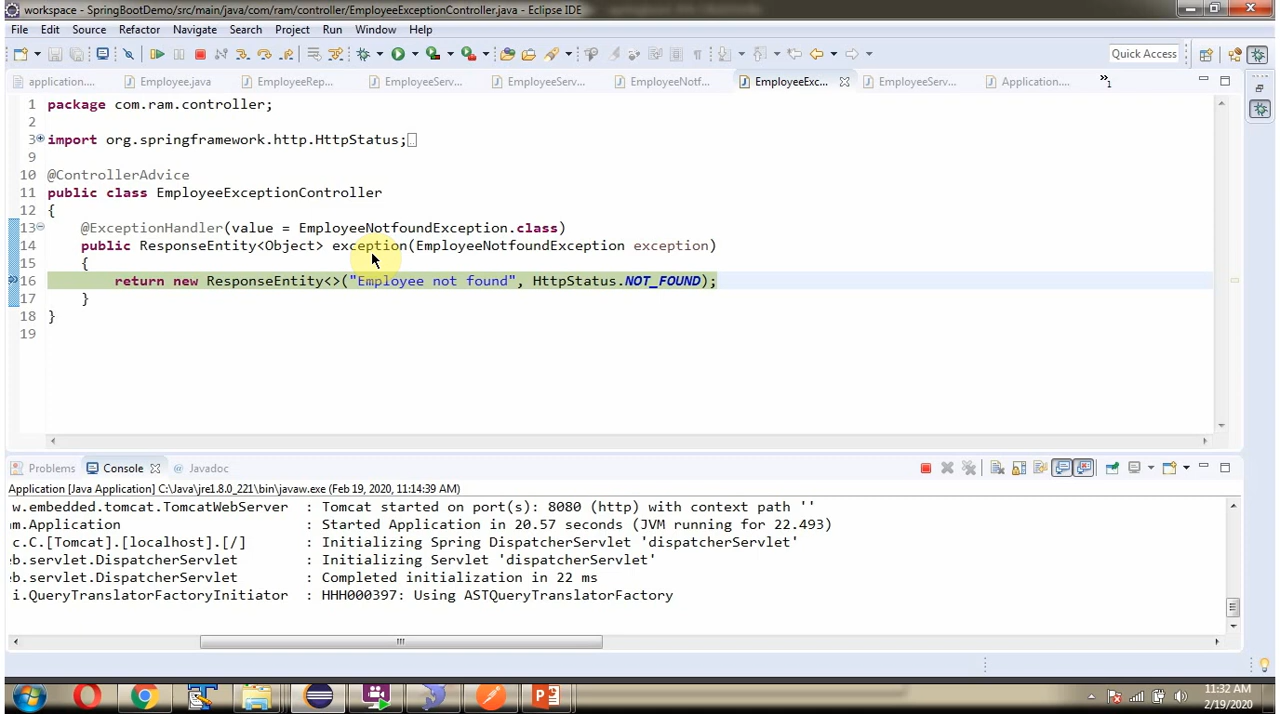 workspace - SpringBootDemo/src/main/java/com/ram/controller/EmployeeExceptionController.java - Eclipse IDE
File Edit Source Refactor Navigate Search Project Run Window Help
Quick Access
application.... Employee.java EmployeeRep... EmployeeServ... EmployeeServ... EmployeeNotf... EmployeeExc... EmployeeServ... Application.... »1
1 package com.ram.controller;
2
3 import org.springframework.http.HttpStatus;
9
10 @ControllerAdvice
11 public class EmployeeExceptionController
12 {
13 @ExceptionHandler(value = EmployeeNotfoundException.class)
14 public ResponseEntity<Object> exception(EmployeeNotfoundException exception)
15 {
16 return new ResponseEntity<>("Employee not found", HttpStatus.NOT_FOUND);
17 }
18 }
19
Problems Console Javadoc
Application [Java Application] C:\Java\jre1.8.0_221\bin\javaw.exe (Feb 19, 2020, 11:14:39 AM)
w.embedded.tomcat.TomcatWebServer : Tomcat started on port(s): 8080 (http) with context path ''
m.Application : Started Application in 20.57 seconds (JVM running for 22.493)
c.C.[Tomcat].[localhost].[/] : Initializing Spring DispatcherServlet 'dispatcherServlet'
b.servlet.DispatcherServlet : Initializing Servlet 'dispatcherServlet'
b.servlet.DispatcherServlet : Completed initialization in 22 ms
i.QueryTranslatorFactoryInitiator : HHH000397: Using ASTQueryTranslatorFactory
11:32 AM
2/19/2020